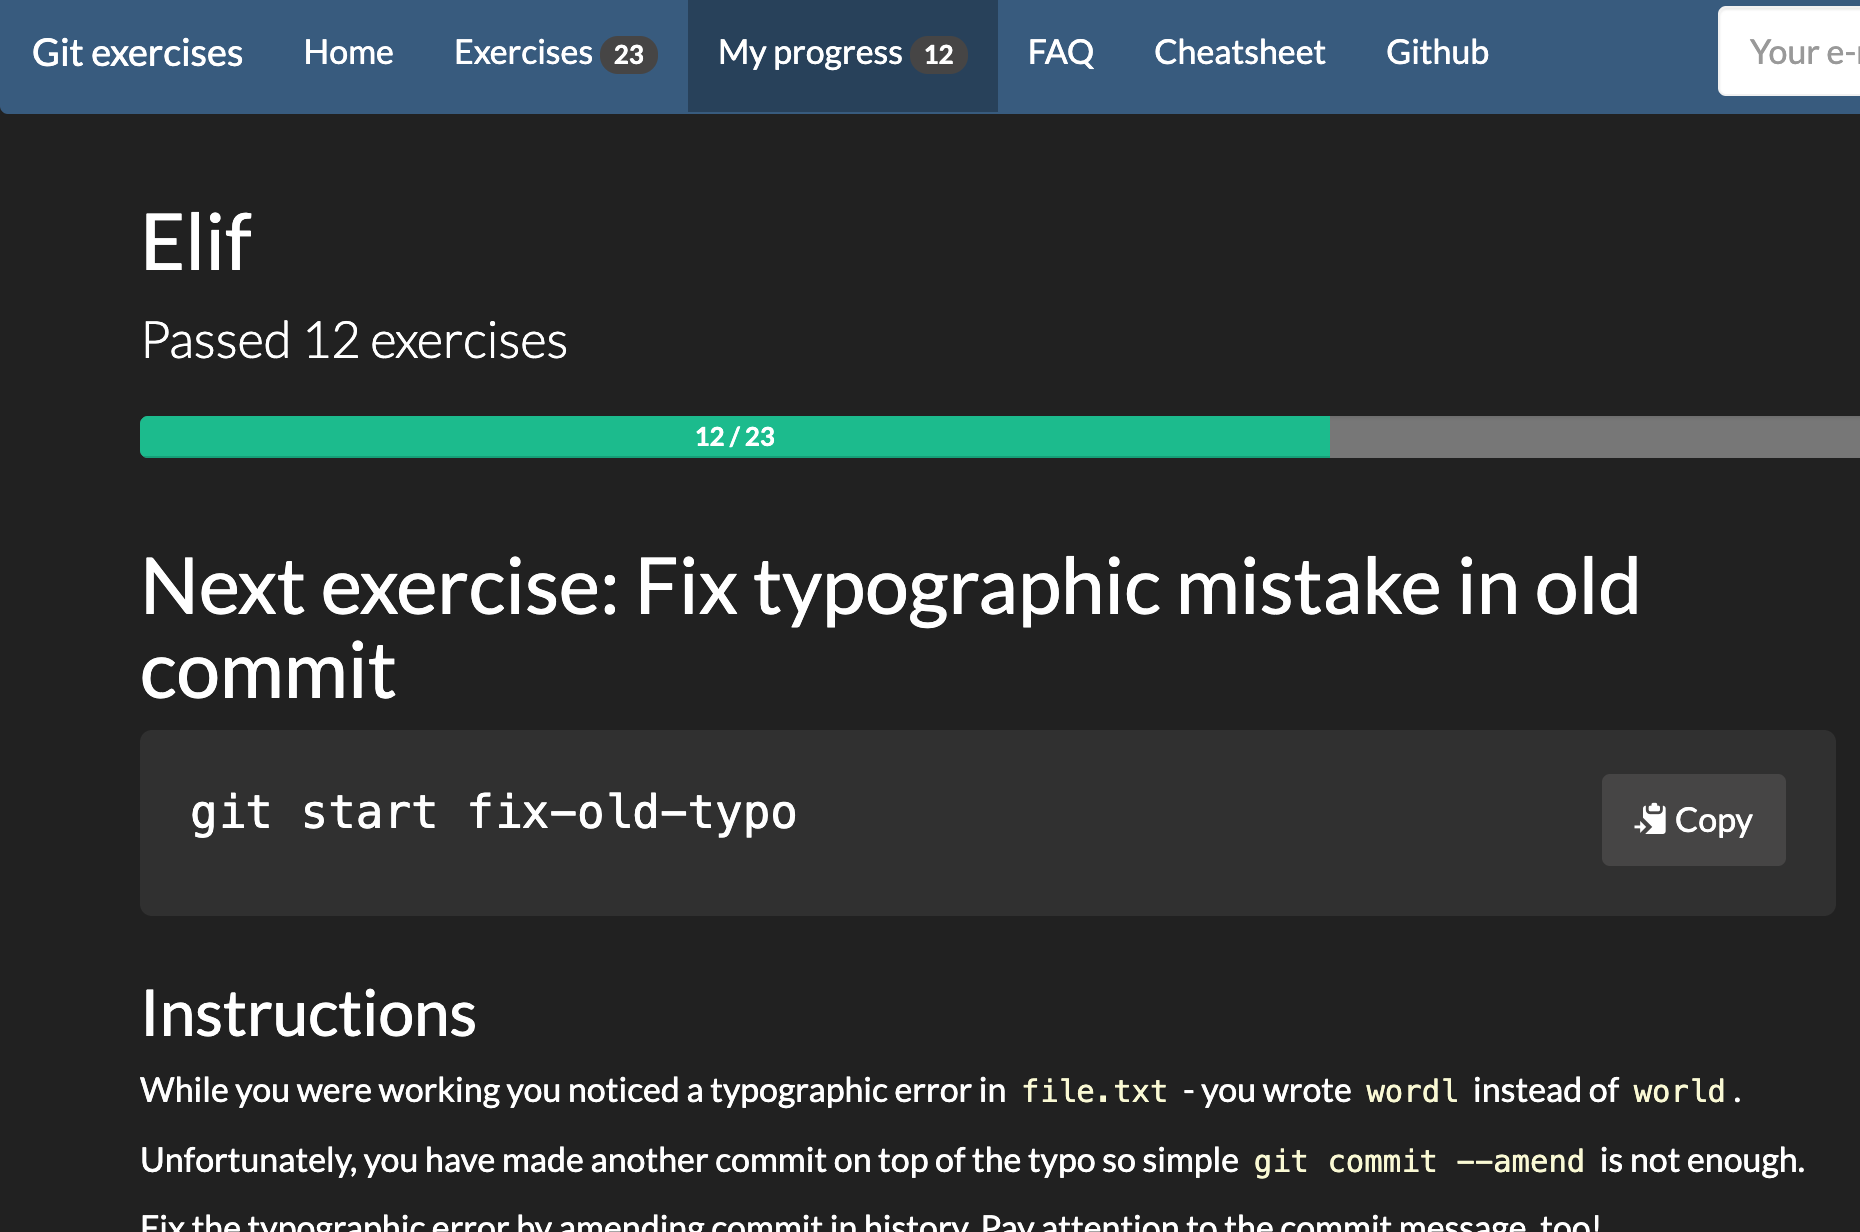 Git exercises Home Exercises 23 My progress 12 FAQ Cheatsheet Github Your e-
Elif
Passed 12 exercises
12 / 23
Next exercise: Fix typographic mistake in old
commit
git start fix-old-typo
Copy
Instructions
While you were working you noticed a typographic error in file.txt - you wrote wordl instead of world .
Unfortunately, you have made another commit on top of the typo so simple git commit --amend is not enough.
Fix the typographic error by amending commit in history. Pay attention to the commit message, too!